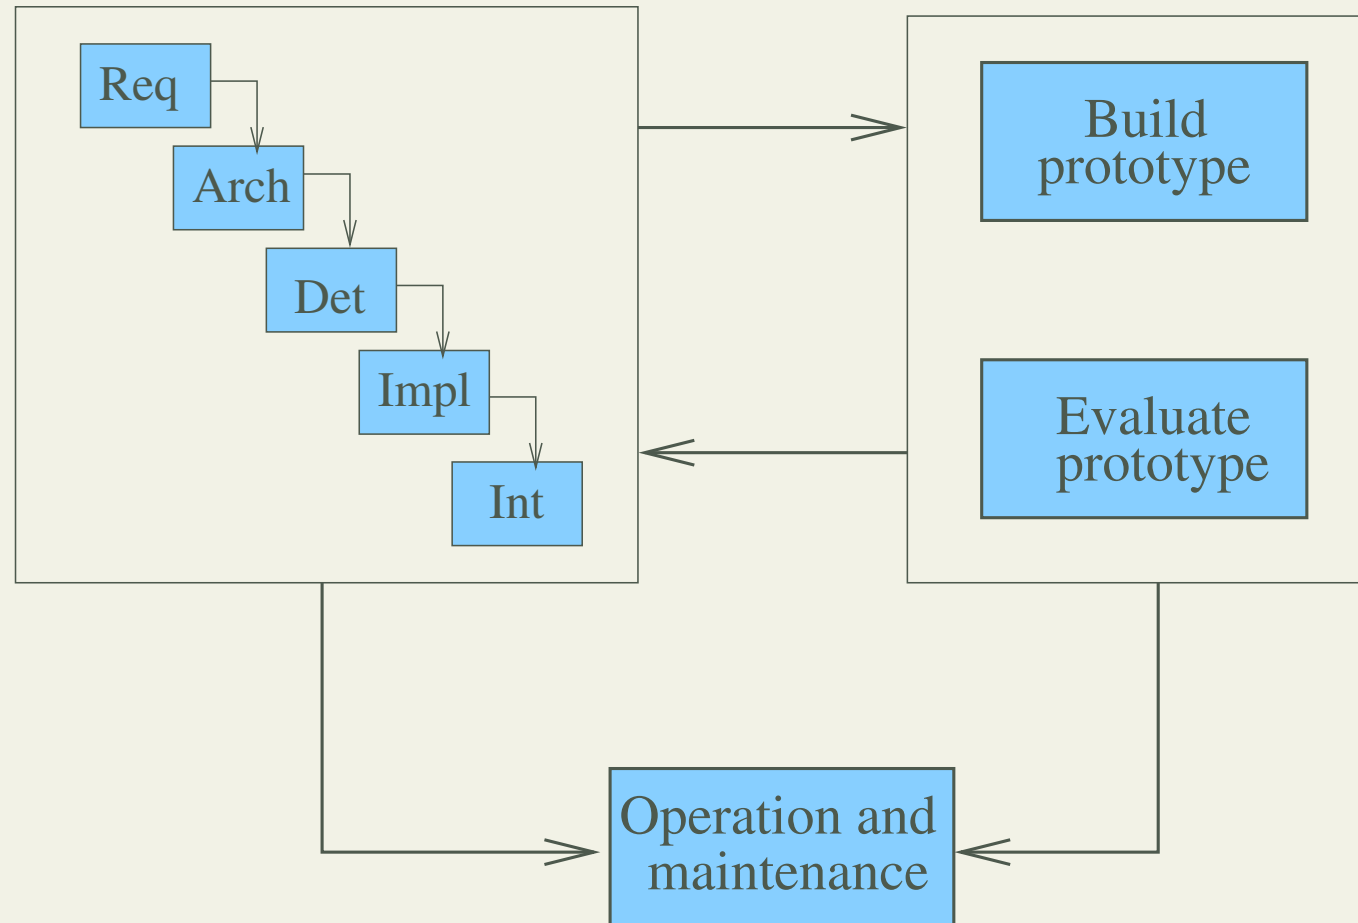 Req
Arch
Det
Impl
Int
Build
prototype
Evaluate
prototype
Operation and
maintenance